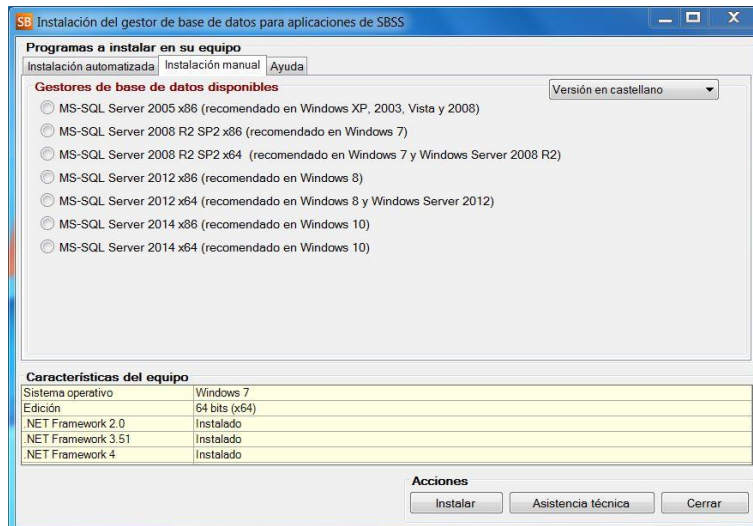 SB Instalación del gestor de base de datos para aplicaciones de SBSS
Programas a instalar en su equipo
Instalación automatizada Instalación manual Ayuda
Gestores de base de datos disponibles Versión en castellano
MS-SQL Server 2005 x86 (recomendado en Windows XP, 2003, Vista y 2008)
MS-SQL Server 2008 R2 SP2 x86 (recomendado en Windows 7)
MS-SQL Server 2008 R2 SP2 x64 (recomendado en Windows 7 y Windows Server 2008 R2)
MS-SQL Server 2012 x86 (recomendado en Windows 8)
MS-SQL Server 2012 x64 (recomendado en Windows 8 y Windows Server 2012)
MS-SQL Server 2014 x86 (recomendado en Windows 10)
MS-SQL Server 2014 x64 (recomendado en Windows 10)
Características del equipo
Sistema operativo Windows 7
Edición 64 bits (x64)
.NET Framework 2.0 Instalado
.NET Framework 3.51 Instalado
.NET Framework 4 Instalado
Acciones
Instalar Asistencia técnica Cerrar